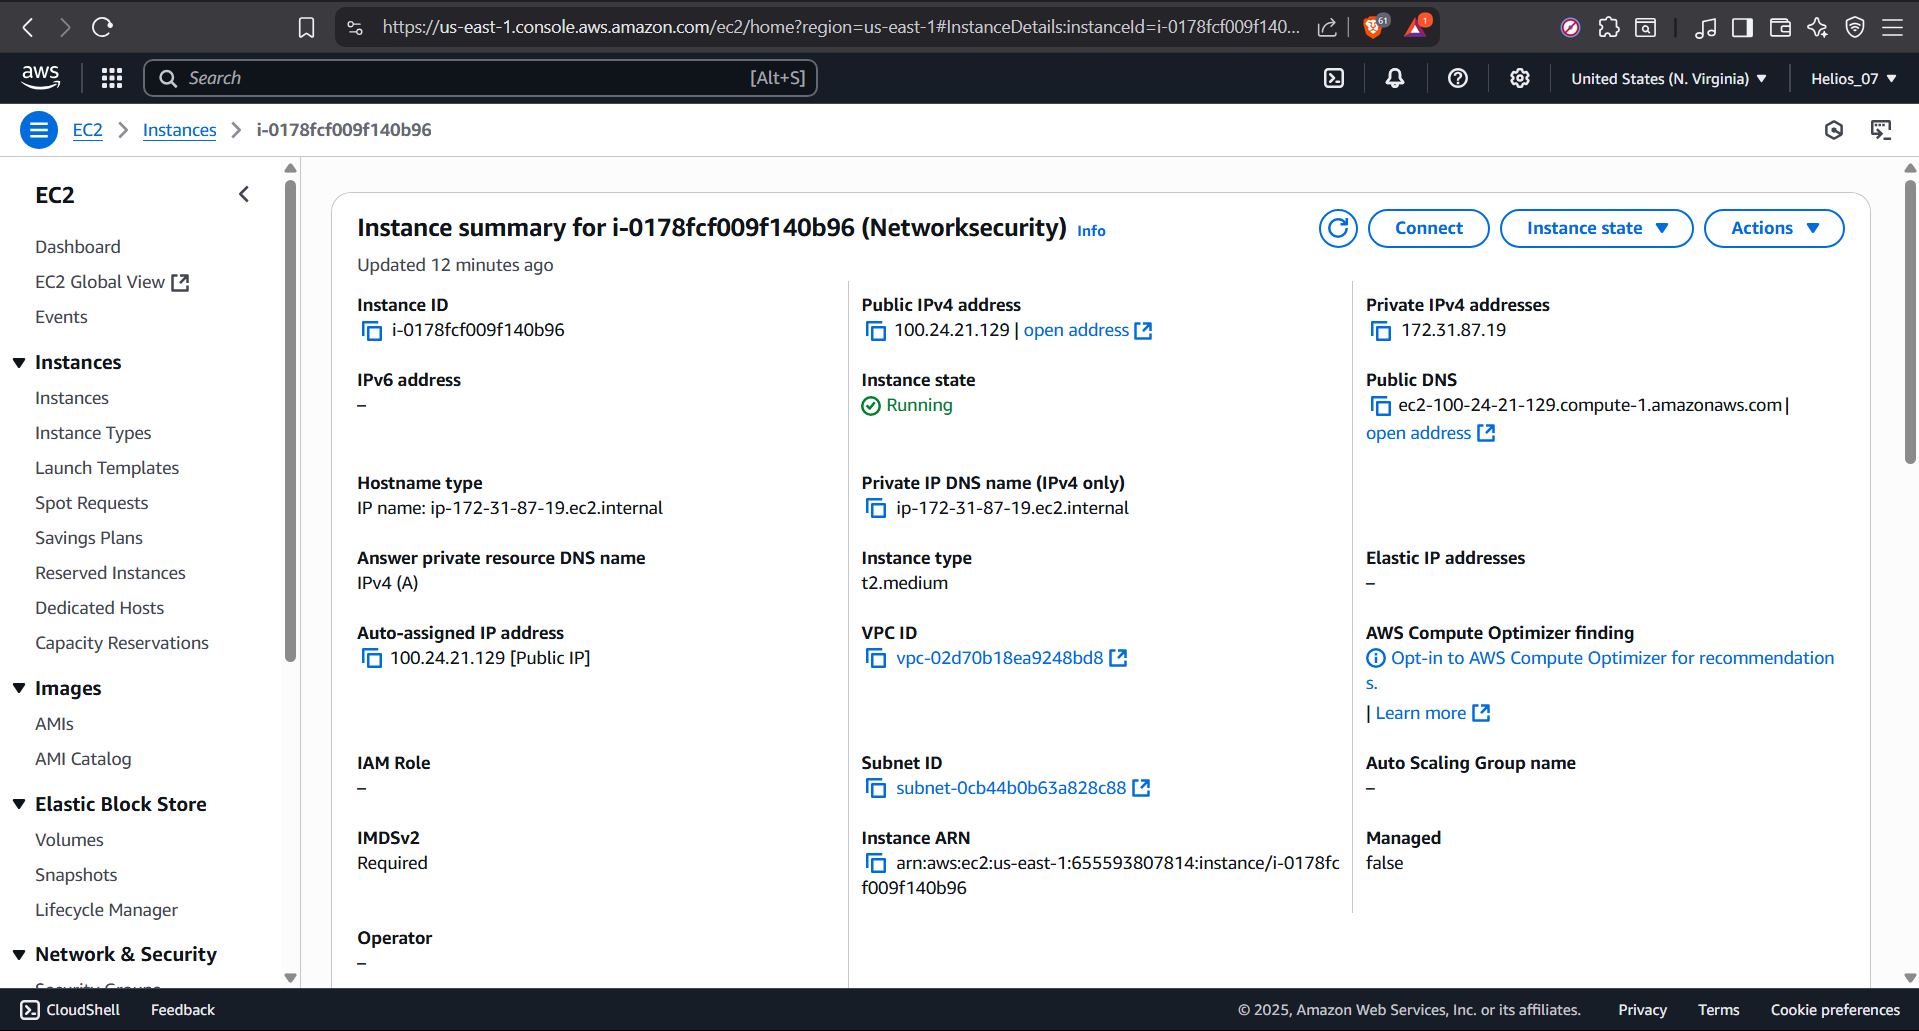 https://us-east-1.console.aws.amazon.com/ec2/home?region=us-east-1#InstanceDetails:instanceId=i-0178fcf009f140...
61
1
aws
Search
[Alt+S]
United States (N. Virginia)
Helios_07
EC2
Instances
i-0178fcf009f140b96
EC2
Dashboard
EC2 Global View
Events
Instances
Instances
Instance Types
Launch Templates
Spot Requests
Savings Plans
Reserved Instances
Dedicated Hosts
Capacity Reservations
Images
AMIs
AMI Catalog
Elastic Block Store
Volumes
Snapshots
Lifecycle Manager
Network & Security
Security Groups
Instance summary for i-0178fcf009f140b96 (Networksecurity) Info
Connect
Instance state
Actions
Updated 12 minutes ago
Instance ID
i-0178fcf009f140b96
Public IPv4 address
100.24.21.129 | open address
Private IPv4 addresses
172.31.87.19
IPv6 address
–
Instance state
Running
Public DNS
ec2-100-24-21-129.compute-1.amazonaws.com |
open address
Hostname type
IP name: ip-172-31-87-19.ec2.internal
Private IP DNS name (IPv4 only)
ip-172-31-87-19.ec2.internal
Answer private resource DNS name
IPv4 (A)
Instance type
t2.medium
Elastic IP addresses
–
Auto-assigned IP address
100.24.21.129 [Public IP]
VPC ID
vpc-02d70b18ea9248bd8
AWS Compute Optimizer finding
Opt-in to AWS Compute Optimizer for recommendation
s.
| Learn more
IAM Role
–
Subnet ID
subnet-0cb44b0b63a828c88
Auto Scaling Group name
–
IMDSv2
Required
Instance ARN
arn:aws:ec2:us-east-1:655593807814:instance/i-0178fc
f009f140b96
Managed
false
Operator
–
CloudShell
Feedback
© 2025, Amazon Web Services, Inc. or its affiliates.
Privacy
Terms
Cookie preferences